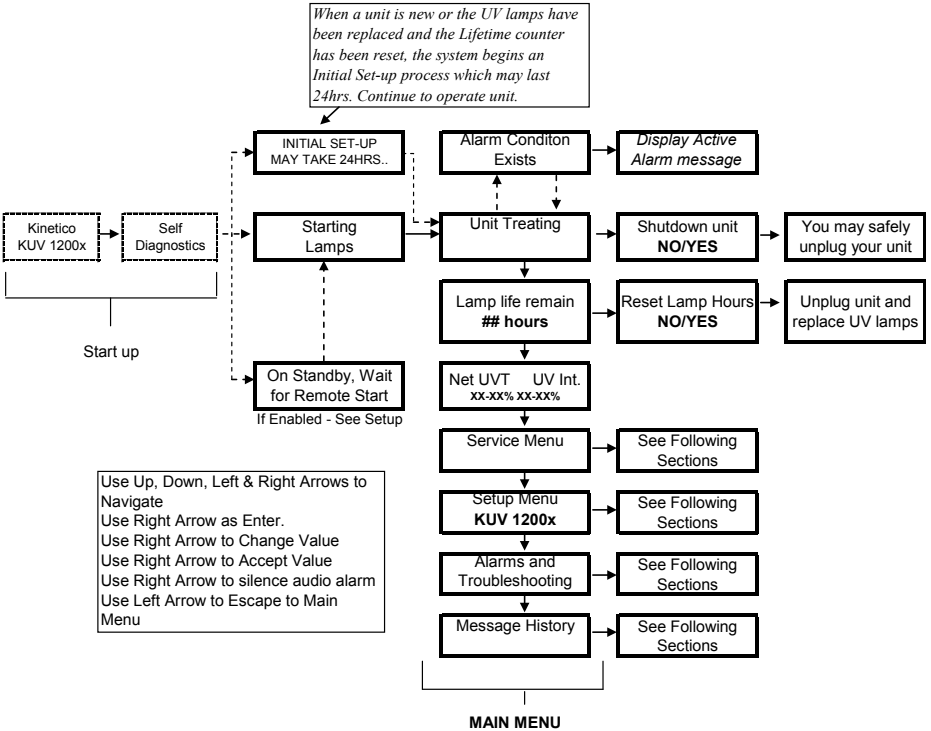 When a unit is new or the UV lamps have
been replaced and the Lifetime counter
has been reset, the system begins an
Initial Set-up process which may last
24hrs. Continue to operate unit.
INITIAL SET-UP
MAY TAKE 24HRS..
Alarm Conditon
Exists
Display Active
Alarm message
Kinetico
KUV 1200x
Self
Diagnostics
Starting
Lamps
Unit Treating
Shutdown unit
NO/YES
You may safely
unplug your unit
Lamp life remain
## hours
Reset Lamp Hours
NO/YES
Unplug unit and
replace UV lamps
Start up
On Standby, Wait
for Remote Start
If Enabled - See Setup
Net UVT UV Int.
XX-XX% XX-XX%
Service Menu
See Following
Sections
Setup Menu
KUV 1200x
See Following
Sections
Alarms and
Troubleshooting
See Following
Sections
Message History
See Following
Sections
Use Up, Down, Left & Right Arrows to
Navigate
Use Right Arrow as Enter.
Use Right Arrow to Change Value
Use Right Arrow to Accept Value
Use Right Arrow to silence audio alarm
Use Left Arrow to Escape to Main
Menu
MAIN MENU